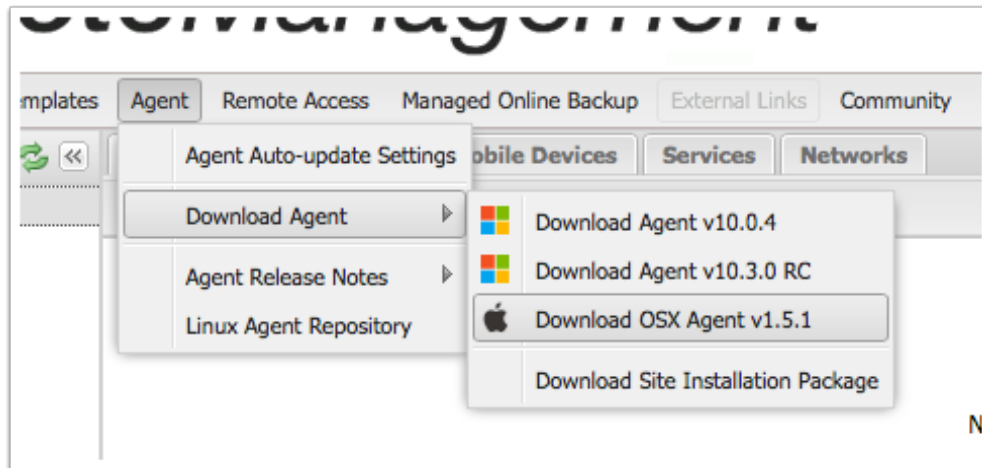 Agent Remote Access Managed Online Backup External Links Community
Agent Auto-update Settings
Devices Services Networks
Download Agent
Download Agent v10.0.4
Download Agent v10.3.0 RC
Download OSX Agent v1.5.1
Download Site Installation Package
Agent Release Notes
Linux Agent Repository